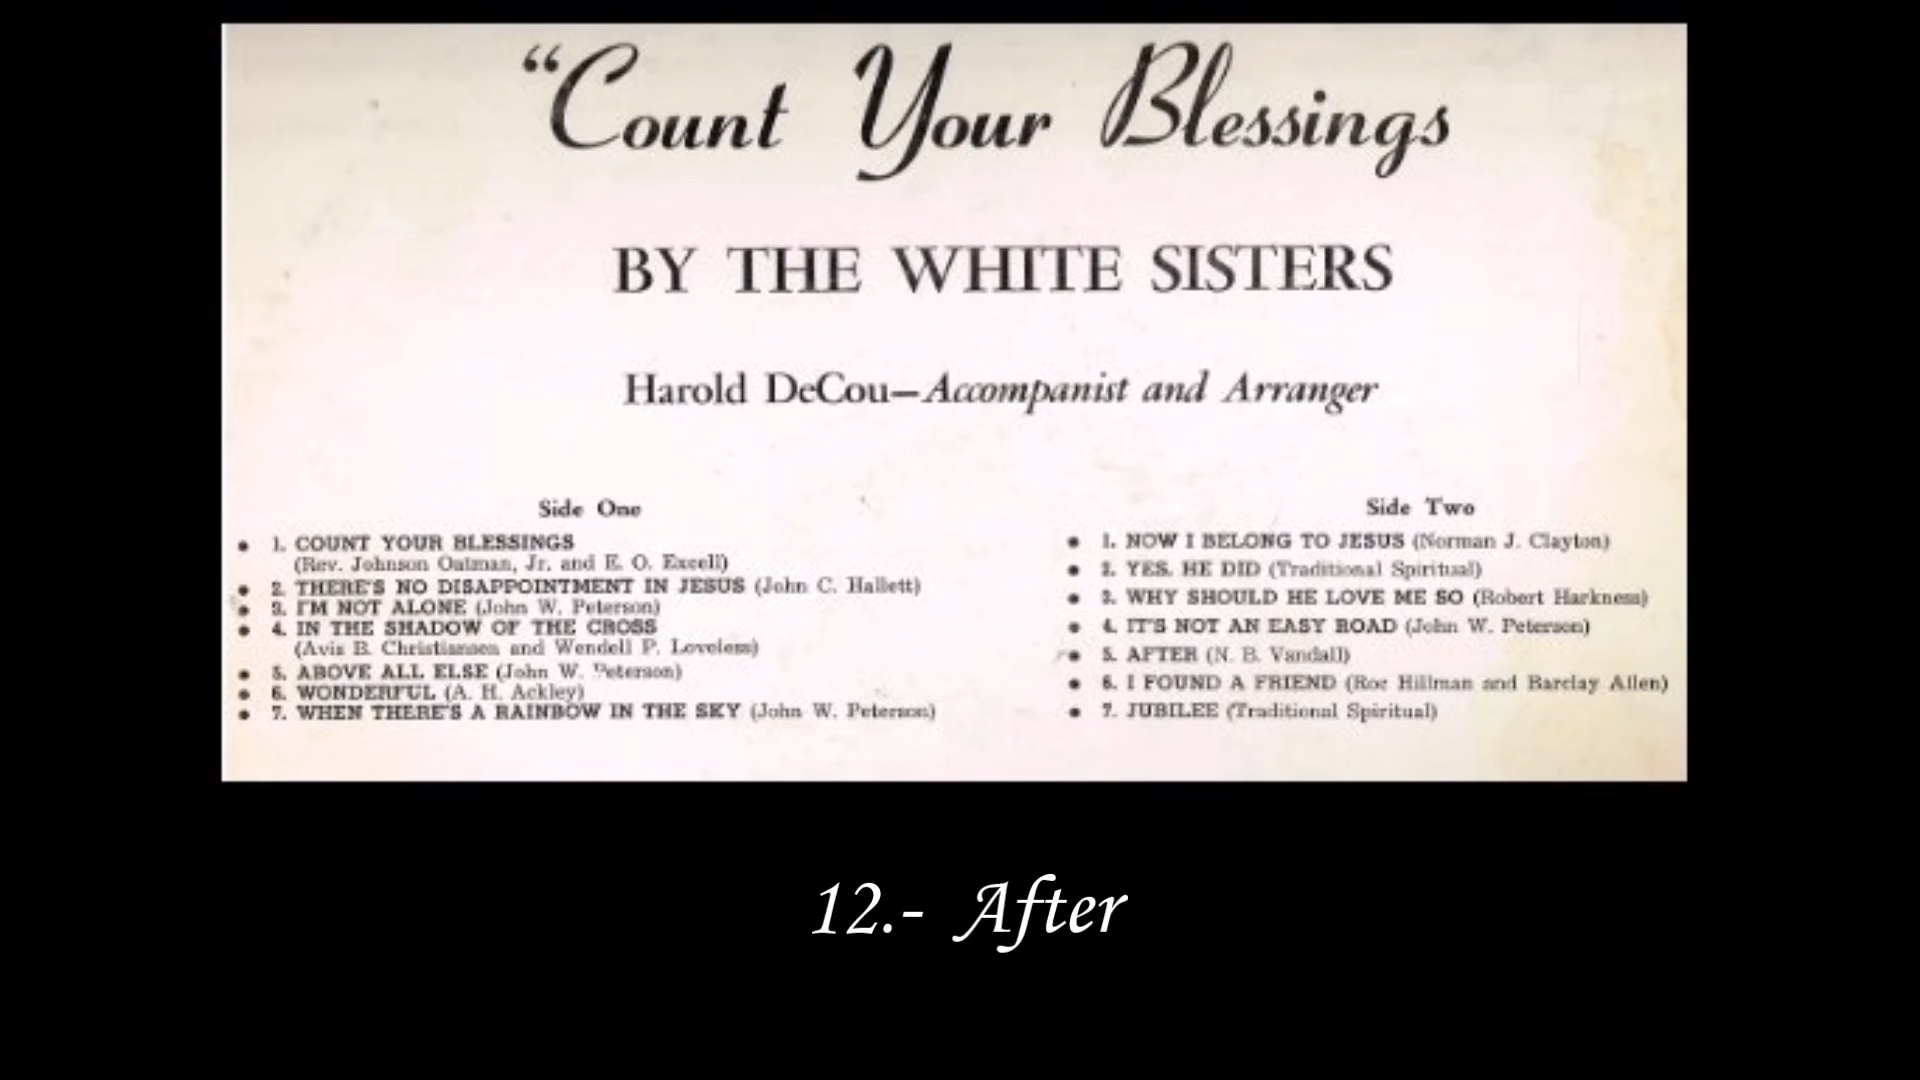 “Count Your Blessings
BY THE WHITE SISTERS
Harold DeCou—Accompanist and Arranger
Side One
• 1. COUNT YOUR BLESSINGS
(Rev. Johnson Oatman, Jr. and E. O. Excell)
• 2. THERE'S NO DISAPPOINTMENT IN JESUS (John C. Hallett)
• 3. I'M NOT ALONE (John W. Peterson)
• 4. IN THE SHADOW OF THE CROSS
(Avis B. Christiansen and Wendell P. Loveless)
• 5. ABOVE ALL ELSE (John W. Peterson)
• 6. WONDERFUL (A. H. Ackley)
• 7. WHEN THERE'S A RAINBOW IN THE SKY (John W. Peterson)
Side Two
• 1. NOW I BELONG TO JESUS (Norman J. Clayton)
• 2. YES, HE DID (Traditional Spiritual)
• 3. WHY SHOULD HE LOVE ME SO (Robert Harkness)
• 4. IT'S NOT AN EASY ROAD (John W. Peterson)
• 5. AFTER (N. B. Vandall)
• 6. I FOUND A FRIEND (Roc Hillman and Barclay Allen)
• 7. JUBILEE (Traditional Spiritual)
12.- After